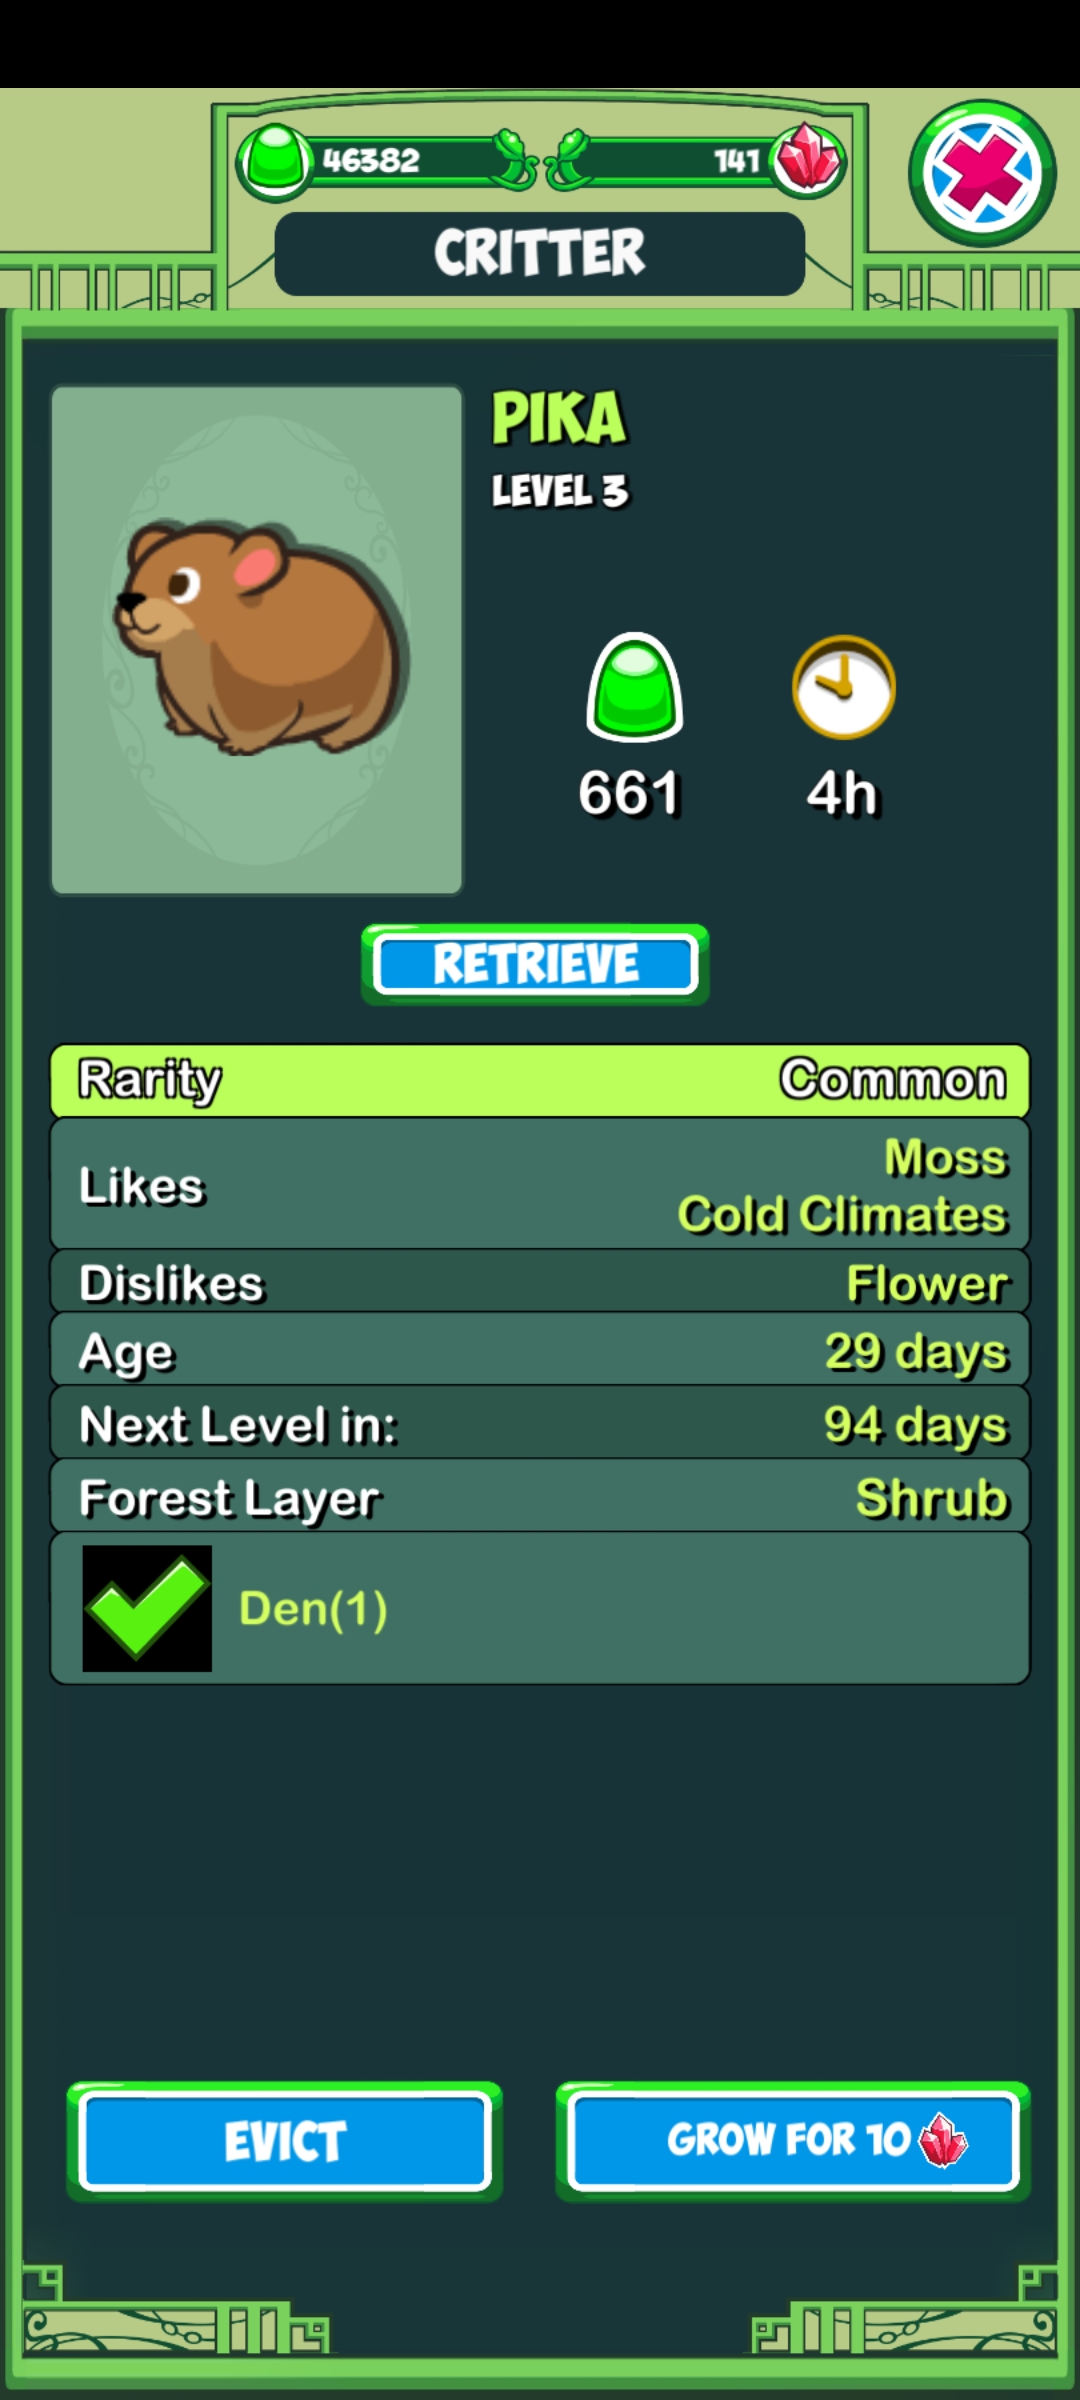 46382
141
CRITTER
PIKA
LEVEL 3
661
4h
RETRIEVE
Rarity Common
Likes Moss
Cold Climates
Dislikes Flower
Age 29 days
Next Level in: 94 days
Forest Layer Shrub
Den(1)
EVICT
GROW FOR 10